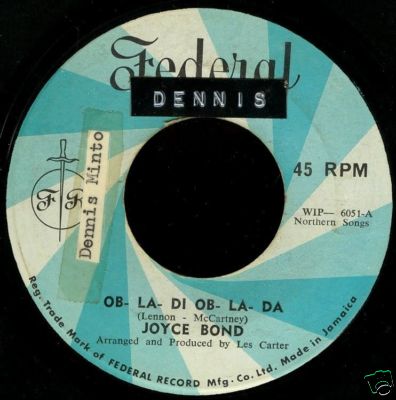 Federal
DENNIS
Dennis Minto
F F
45 RPM
WIP— 6051-A
Northern Songs
OB- LA- DI OB- LA- DA
(Lennon - McCartney)
JOYCE BOND
Arranged and Produced by Les Carter
Reg. Trade Mark of FEDERAL RECORD Mfg. Co. Ltd. Made in Jamaica